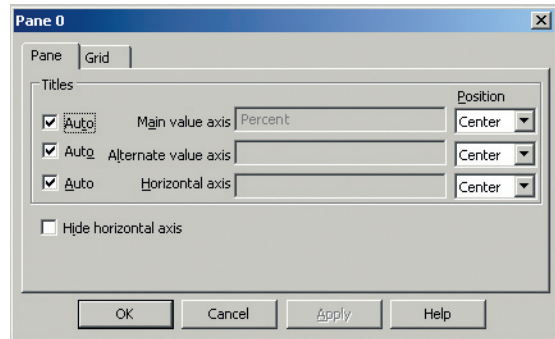 Pane 0
Pane Grid
Titles
Position
Auto Main value axis Percent Center
Auto Alternate value axis Center
Auto Horizontal axis Center
Hide horizontal axis
OK Cancel Apply Help